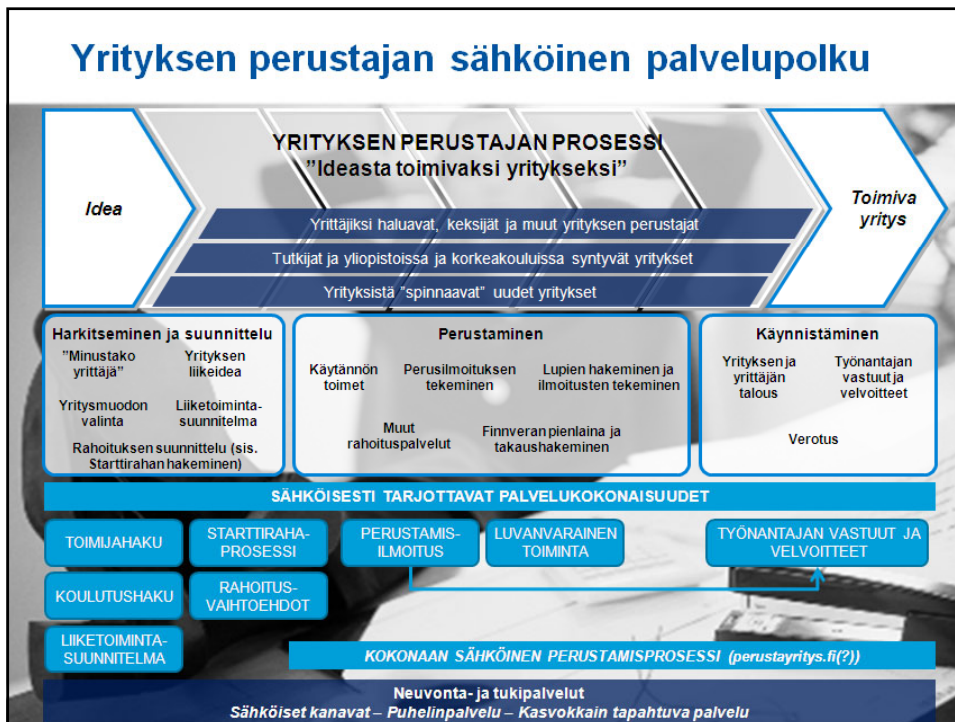 Yrityksen perustajan sähköinen palvelupolku
YRITYKSEN PERUSTAJAN PROSESSI
”Ideasta toimivaksi yritykseksi”
Idea
Toimiva
yritys
Yrittäjiksi haluavat, keksijät ja muut yrityksen perustajat
Tutkijat ja yliopistoissa ja korkeakouluissa syntyvät yritykset
Yrityksistä ”spinnaavat” uudet yritykset
Harkitseminen ja suunnittelu
”Minustako
yrittäjä”
Yrityksen
liikeidea
Yritysmuodon
valinta
Liiketoiminta-
suunnitelma
Rahoituksen suunnittelu (sis.
Starttirahan hakeminen)
Perustaminen
Käytännön
toimet
Perusilmoituksen
tekeminen
Lupien hakeminen ja
ilmoitusten tekeminen
Muut
rahoituspalvelut
Finnveran pienlaina ja
takaushakeminen
Käynnistäminen
Yrityksen ja
yrittäjän
talous
Työnantajan
vastuut ja
velvoitteet
Verotus
SÄHKÖISESTI TARJOTTAVAT PALVELUKOKONAISUUDET
TOIMIJAHAKU
STARTTIRAHA-
PROSESSI
PERUSTAMIS-
ILMOITUS
LUVANVARAINEN
TOIMINTA
TYÖNANTAJAN VASTUUT JA
VELVOITTEET
KOULUTUSHAKU
RAHOITUS-
VAIHTOEHDOT
LIIKETOIMINTA-
SUUNNITELMA
KOKONAAN SÄHKÖINEN PERUSTAMISPROSESSI (perustayritys.fi(?))
Neuvonta- ja tukipalvelut
Sähköiset kanavat – Puhelinpalvelu – Kasvokkain tapahtuva palvelu